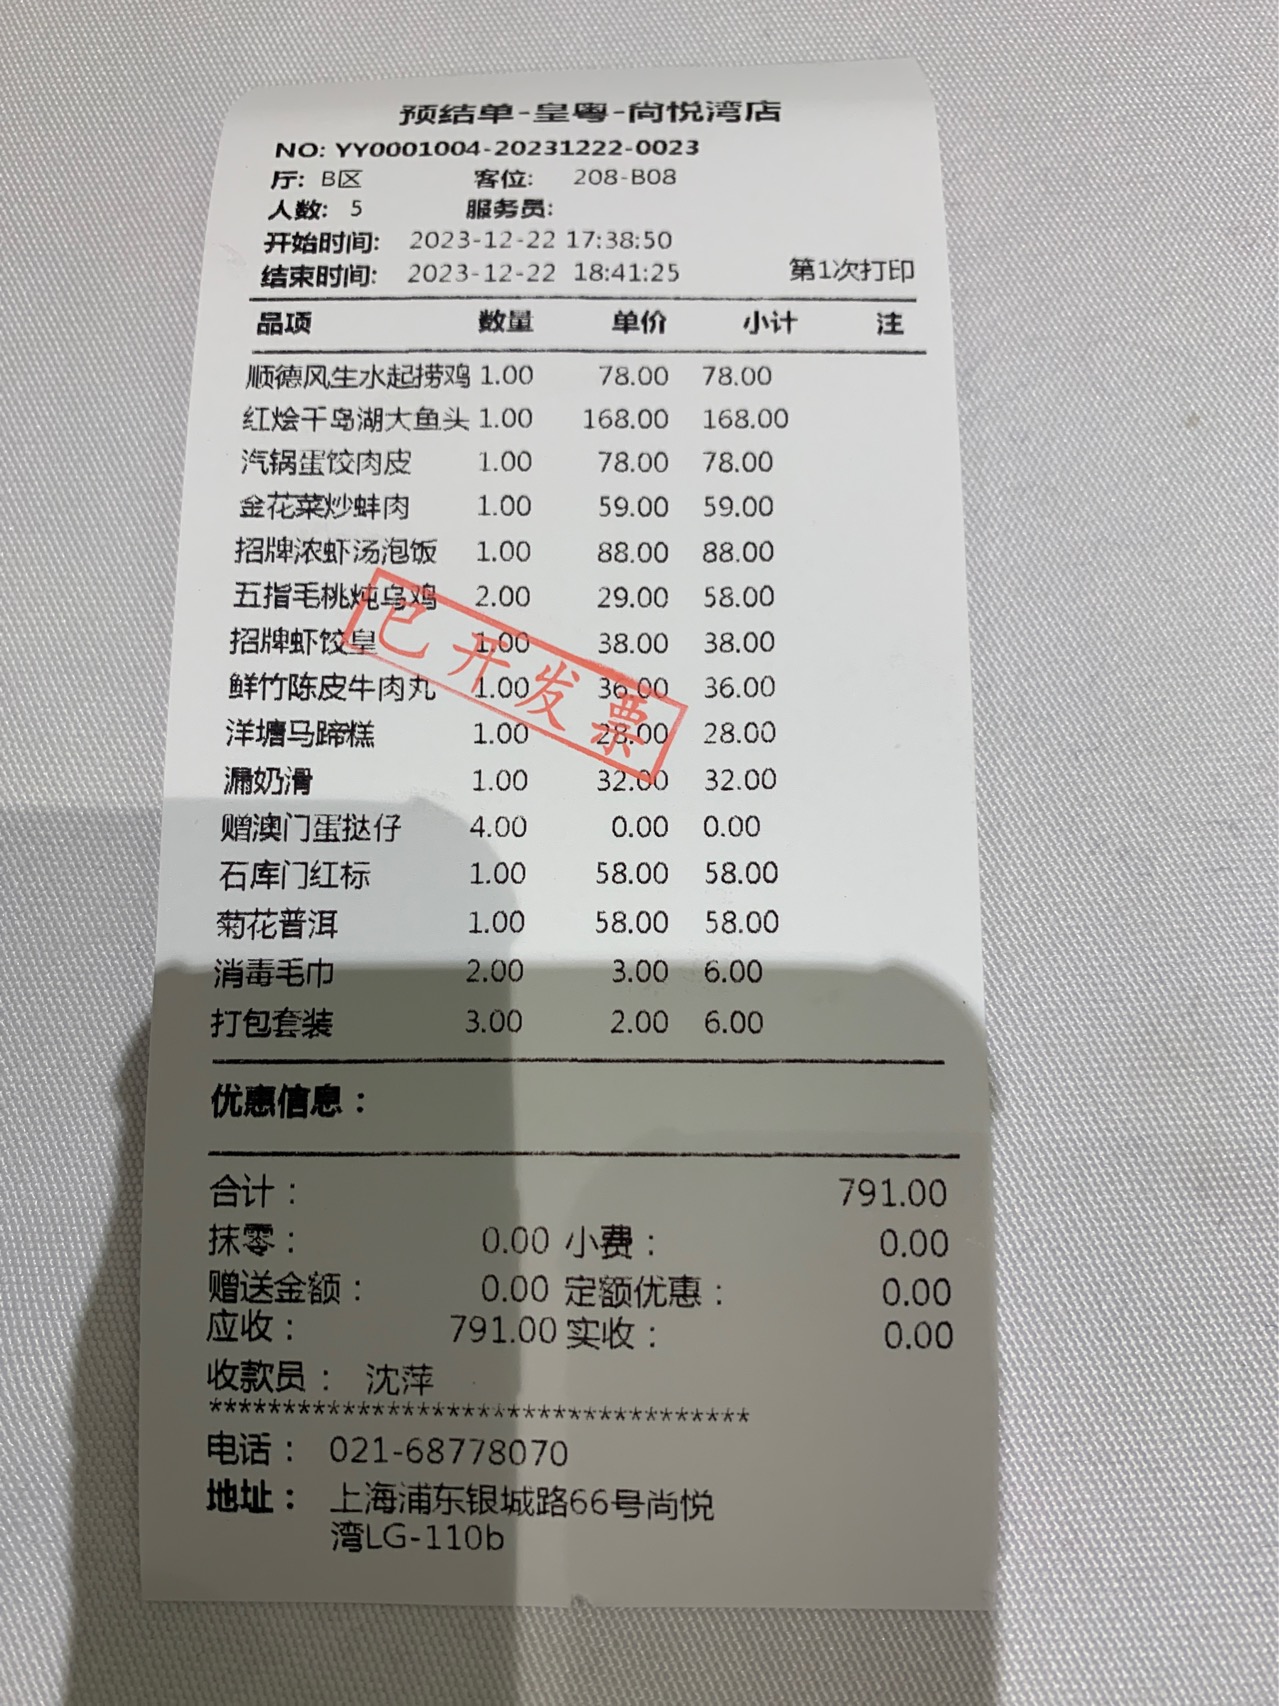 预结单-皇粤-尚悦湾店
NO: YY0001004-20231222-0023
厅: B区 客位: 208-B08
人数: 5 服务员:
开始时间: 2023-12-22 17:38:50
结束时间: 2023-12-22 18:41:25 第1次打印
品项 数量 单价 小计 注
顺德风生水起捞鸡 1.00 78.00 78.00
红烩千岛湖大鱼头 1.00 168.00 168.00
汽锅蛋饺肉皮 1.00 78.00 78.00
金花菜炒蚌肉 1.00 59.00 59.00
招牌浓虾汤泡饭 1.00 88.00 88.00
五指毛桃炖乌鸡 2.00 29.00 58.00
招牌虾饺皇 1.00 38.00 38.00
鲜竹陈皮牛肉丸 1.00 36.00 36.00
洋塘马蹄糕 1.00 28.00 28.00
漏奶滑 1.00 32.00 32.00
赠澳门蛋挞仔 4.00 0.00 0.00
石库门红标 1.00 58.00 58.00
菊花普洱 1.00 58.00 58.00
消毒毛巾 2.00 3.00 6.00
打包套装 3.00 2.00 6.00
已开发票
优惠信息：
合计： 791.00
抹零： 0.00 小费： 0.00
赠送金额： 0.00 定额优惠： 0.00
应收： 791.00 实收： 0.00
收款员： 沈萍
************************************
电话： 021-68778070
地址： 上海浦东银城路66号尚悦
湾LG-110b